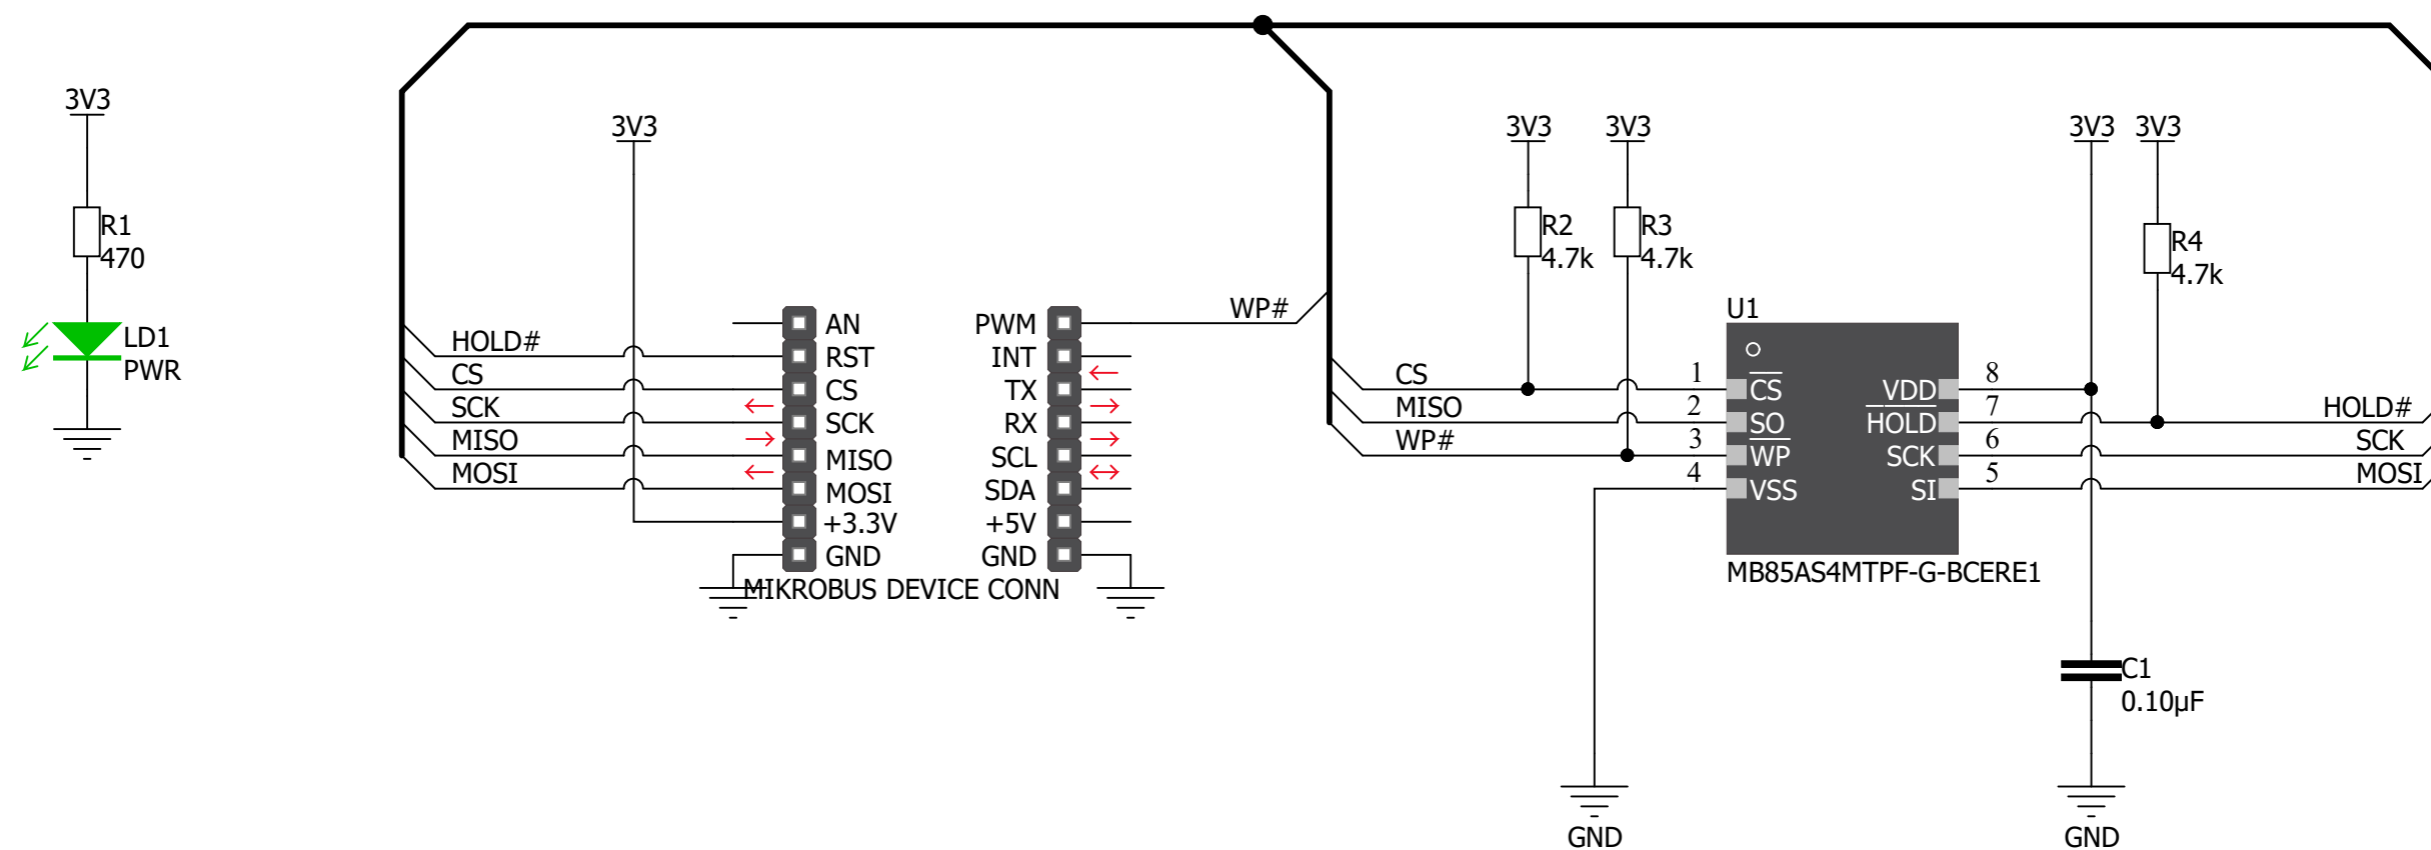 3V3
R1
470
LD1
PWR
3V3
HOLD#
CS
SCK
MISO
MOSI
AN
RST
CS
SCK
MISO
MOSI
+3.3V
GND
PWM
INT
TX
RX
SCL
SDA
+5V
GND
MIKROBUS DEVICE CONN
WP#
3V3
R2
4.7k
3V3
R3
4.7k
CS
MISO
WP#
U1
1
2
3
4
CS
SO
WP
VSS
VDD
HOLD
SCK
SI
8
7
6
5
MB85AS4MTPF-G-BCERE1
3V3
3V3
R4
4.7k
HOLD#
SCK
MOSI
C1
0.10µF
GND
GND